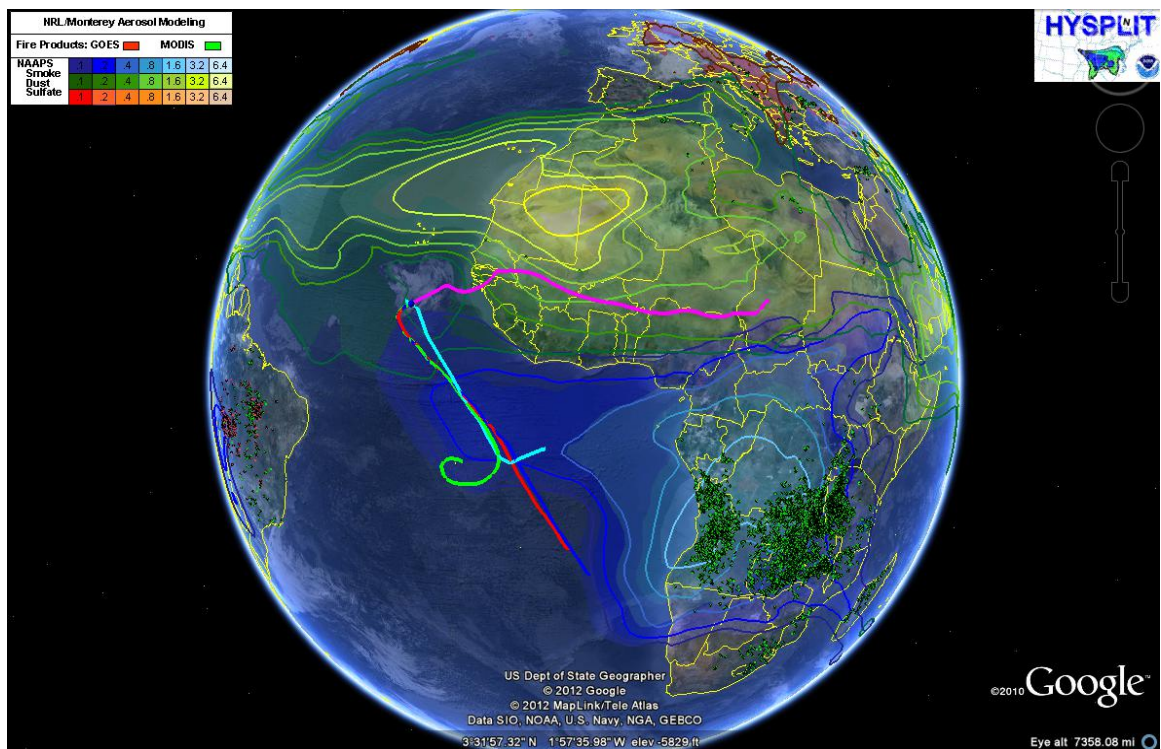 NRL/Monterey Aerosol Modeling
Fire Products: GOES MODIS
NAAPS
Smoke .1 .2 .4 .8 1.6 3.2 6.4
Dust .1 .2 .4 .8 1.6 3.2 6.4
Sulfate .1 .2 .4 .8 1.6 3.2 6.4
HYSPLIT
N
NOAA
US Dept of State Geographer
© 2012 Google
© 2012 MapLink/Tele Atlas
Data SIO, NOAA, U.S. Navy, NGA, GEBCO
3°31'57.32" N 1°57'35.98" W elev -5829 ft
©2010 Google™
Eye alt 7358.08 mi